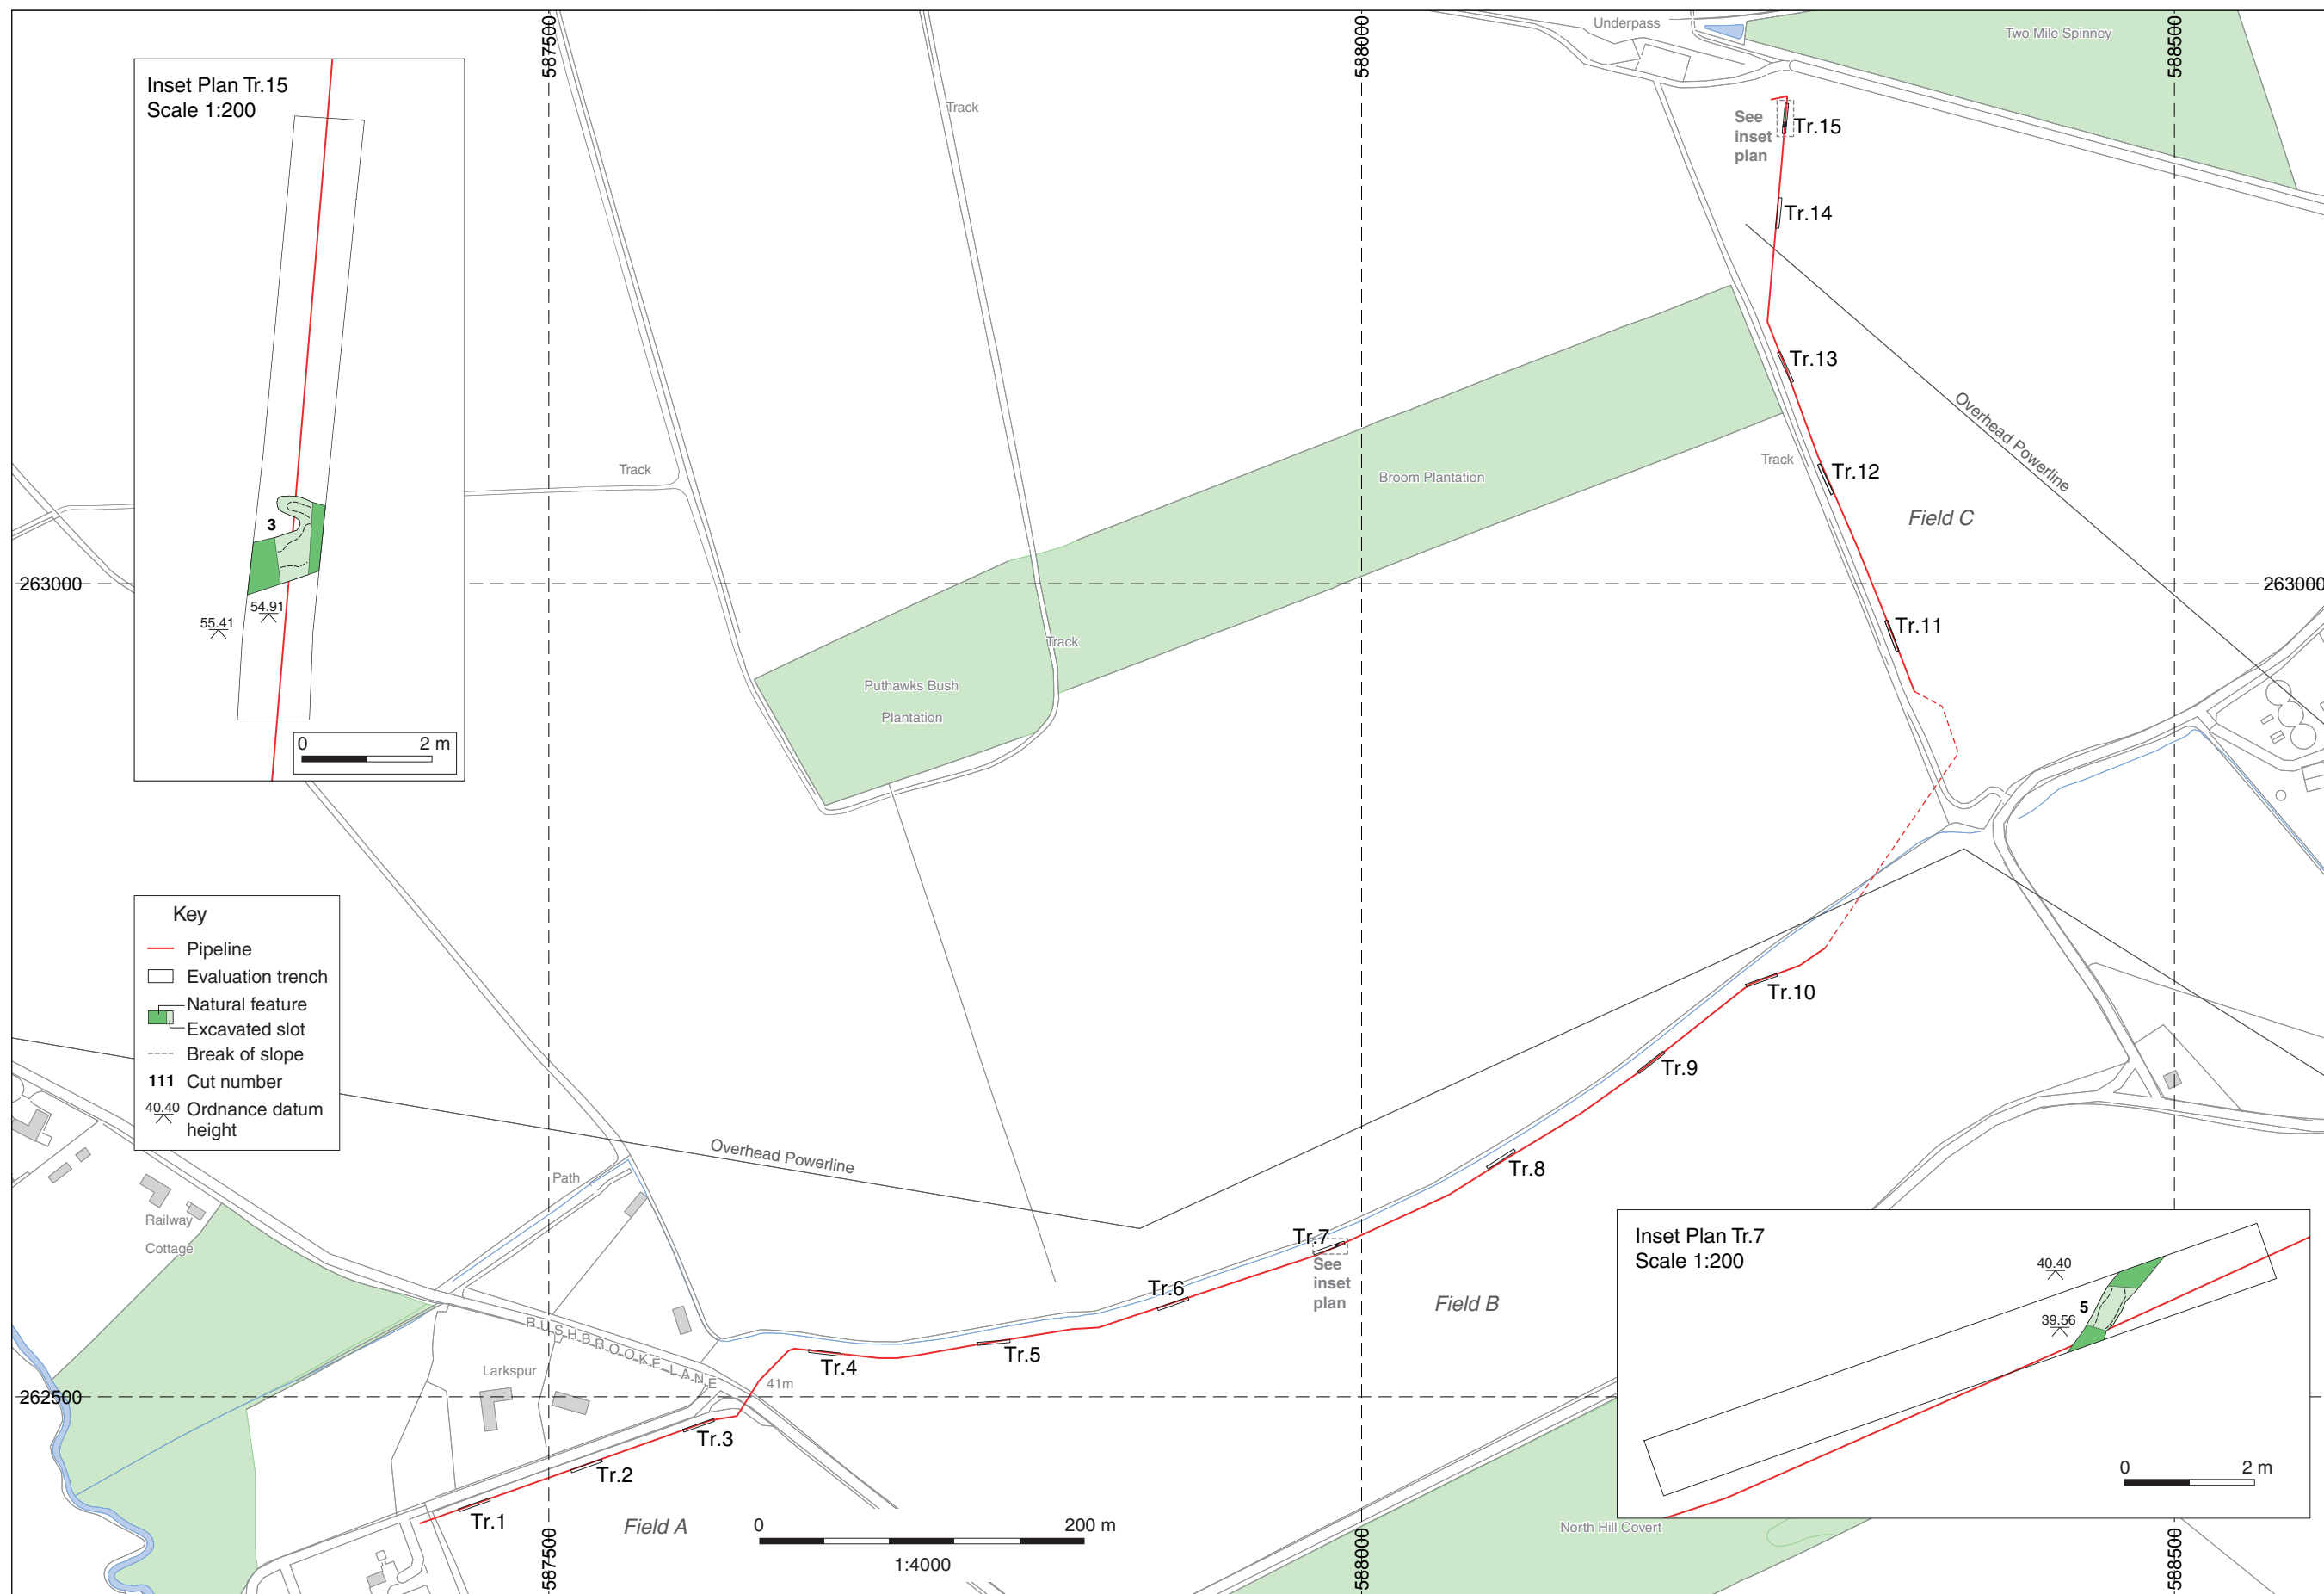 587500
588000
588500
Underpass
Two Mile Spinney
Inset Plan Tr.15
Scale 1:200
3
54.91
55.41
0
2 m
Track
See
inset
plan
Tr.15
Tr.14
Tr.13
Overhead Powerline
Track
Broom Plantation
Track
Tr.12
Field C
263000
263000
Tr.11
Track
Puthawks Bush
Plantation
Key
Pipeline
Evaluation trench
Natural feature
Excavated slot
Break of slope
111 Cut number
40.40 Ordnance datum
height
Tr.10
Tr.9
Overhead Powerline
Path
Tr.8
Railway
Cottage
Tr.7
See
inset
plan
Tr.6
Field B
Inset Plan Tr.7
Scale 1:200
40.40
5
39.56
0
2 m
RUSHBROOKE LANE
Larkspur
Tr.5
Tr.4
41m
262500
Tr.3
Tr.2
Tr.1
Field A
0
200 m
1:4000
North Hill Covert
587500
588000
588500